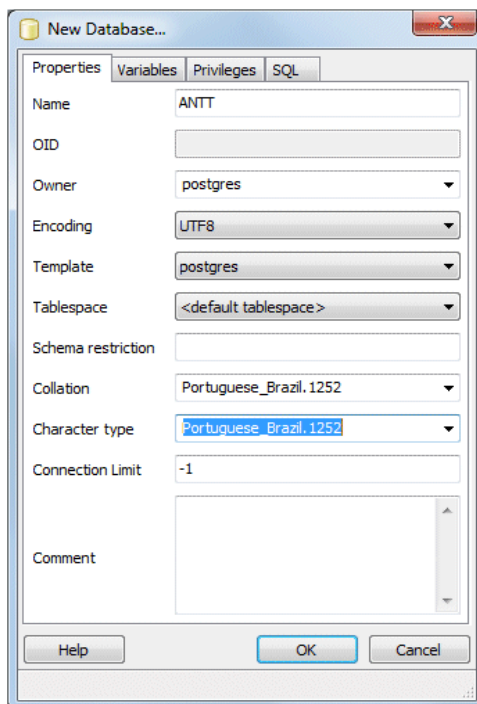 New Database...
Properties Variables Privileges SQL
Name ANTT
OID
Owner postgres
Encoding UTF8
Template postgres
Tablespace <default tablespace>
Schema restriction
Collation Portuguese_Brazil.1252
Character type Portuguese_Brazil.1252
Connection Limit -1
Comment
Help OK Cancel